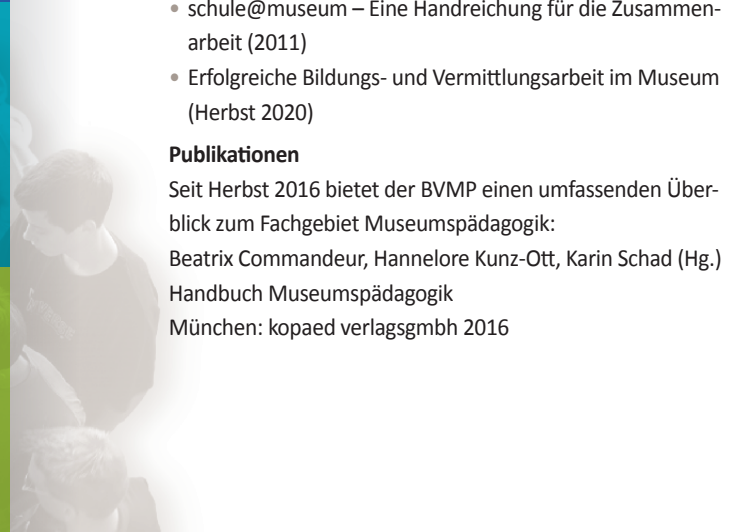 • schule@museum – Eine Handreichung für die Zusammen-
arbeit (2011)
• Erfolgreiche Bildungs- und Vermittlungsarbeit im Museum
(Herbst 2020)
Publikationen
Seit Herbst 2016 bietet der BVMP einen umfassenden Über-
blick zum Fachgebiet Museumspädagogik:
Beatrix Commandeur, Hannelore Kunz-Ott, Karin Schad (Hg.)
Handbuch Museumspädagogik
München: kopaed verlagsgmbh 2016